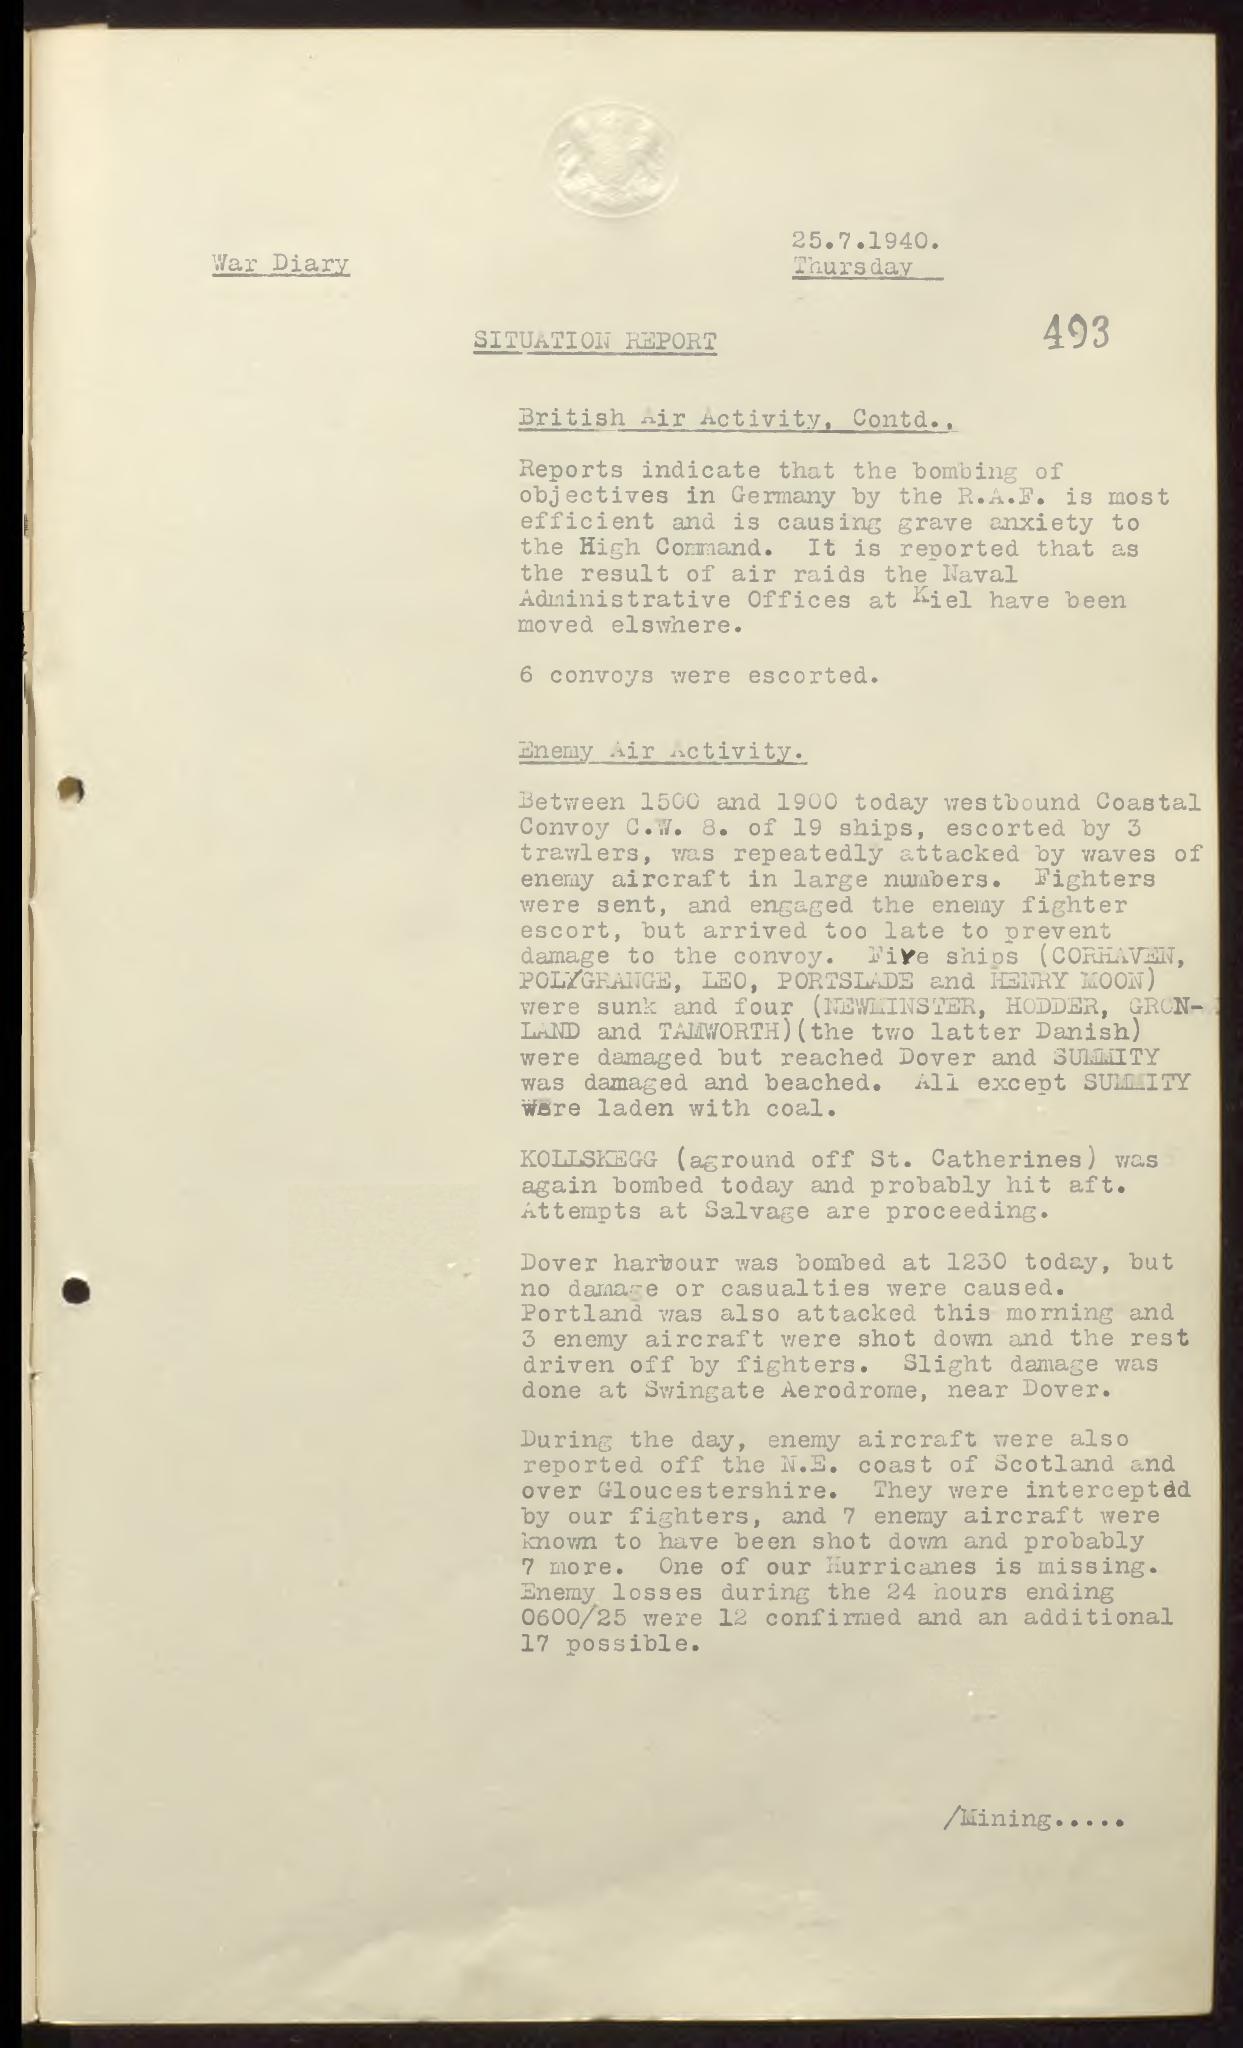 War Diary
25.7.1940.
Thursday
SITUATION REPORT
493
British Air Activity, Contd.,
Reports indicate that the bombing of
objectives in Germany by the R.A.F. is most
efficient and is causing grave anxiety to
the High Command. It is reported that as
the result of air raids the Naval
Administrative Offices at Kiel have been
moved elswhere.
6 convoys were escorted.
Enemy Air Activity.
Between 1500 and 1900 today westbound Coastal
Convoy C.W. 8. of 19 ships, escorted by 3
trawlers, was repeatedly attacked by waves of
enemy aircraft in large numbers. Fighters
were sent, and engaged the enemy fighter
escort, but arrived too late to prevent
damage to the convoy. Five ships (CORHAVEN,
POLYGRANGE, LEO, PORTSLADE and HENRY MOON)
were sunk and four (NEWMINSTER, HODDER, GRON-
LAND and TAMWORTH)(the two latter Danish)
were damaged but reached Dover and SUMMITY
was damaged and beached. All except SUMMITY
were laden with coal.
KOLLSKEGG (aground off St. Catherines) was
again bombed today and probably hit aft.
Attempts at Salvage are proceeding.
Dover harbour was bombed at 1230 today, but
no damage or casualties were caused.
Portland was also attacked this morning and
3 enemy aircraft were shot down and the rest
driven off by fighters. Slight damage was
done at Swingate Aerodrome, near Dover.
During the day, enemy aircraft were also
reported off the N.E. coast of Scotland and
over Gloucestershire. They were intercepted
by our fighters, and 7 enemy aircraft were
known to have been shot down and probably
7 more. One of our Hurricanes is missing.
Enemy losses during the 24 hours ending
0600/25 were 12 confirmed and an additional
17 possible.
/Mining.....